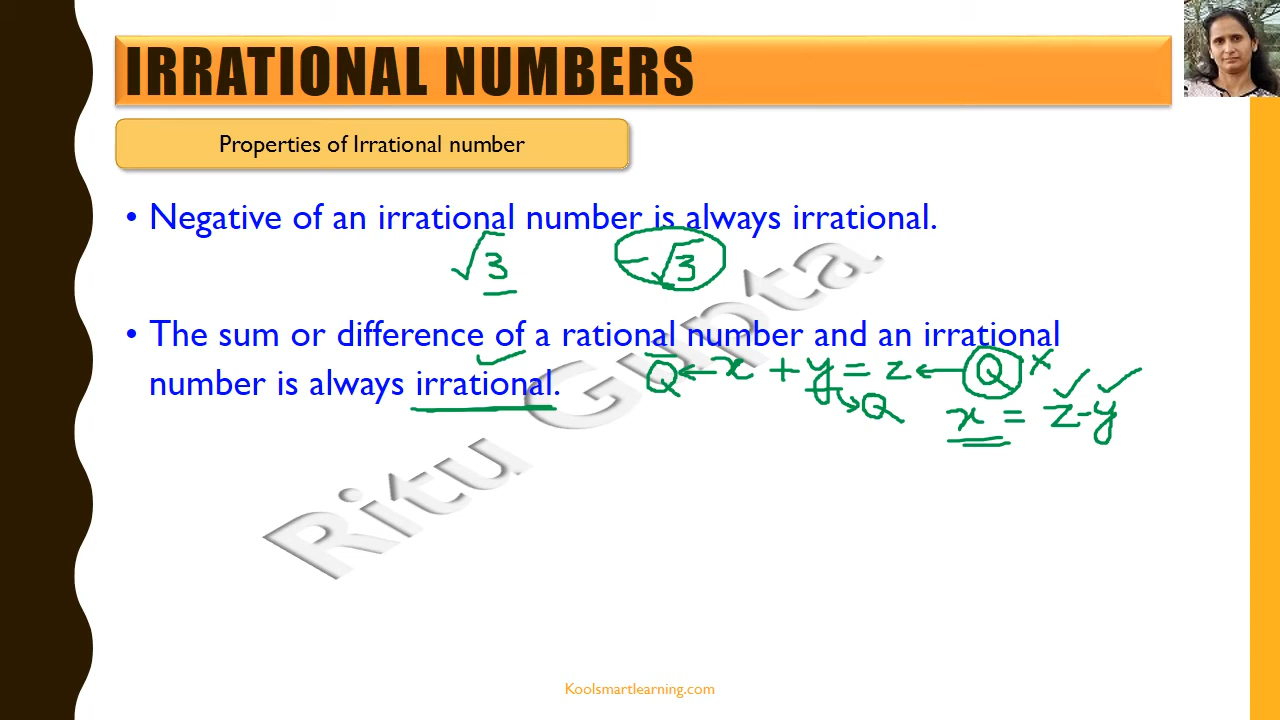 IRRATIONAL NUMBERS
Properties of Irrational number
• Negative of an irrational number is always irrational.
√3 -√3
• The sum or difference of a rational number and an irrational
number is always irrational.
Q ← x + y = z ← Q ×
↳ Q
x = z - y
Ritu Gupta
Koolsmartlearning.com